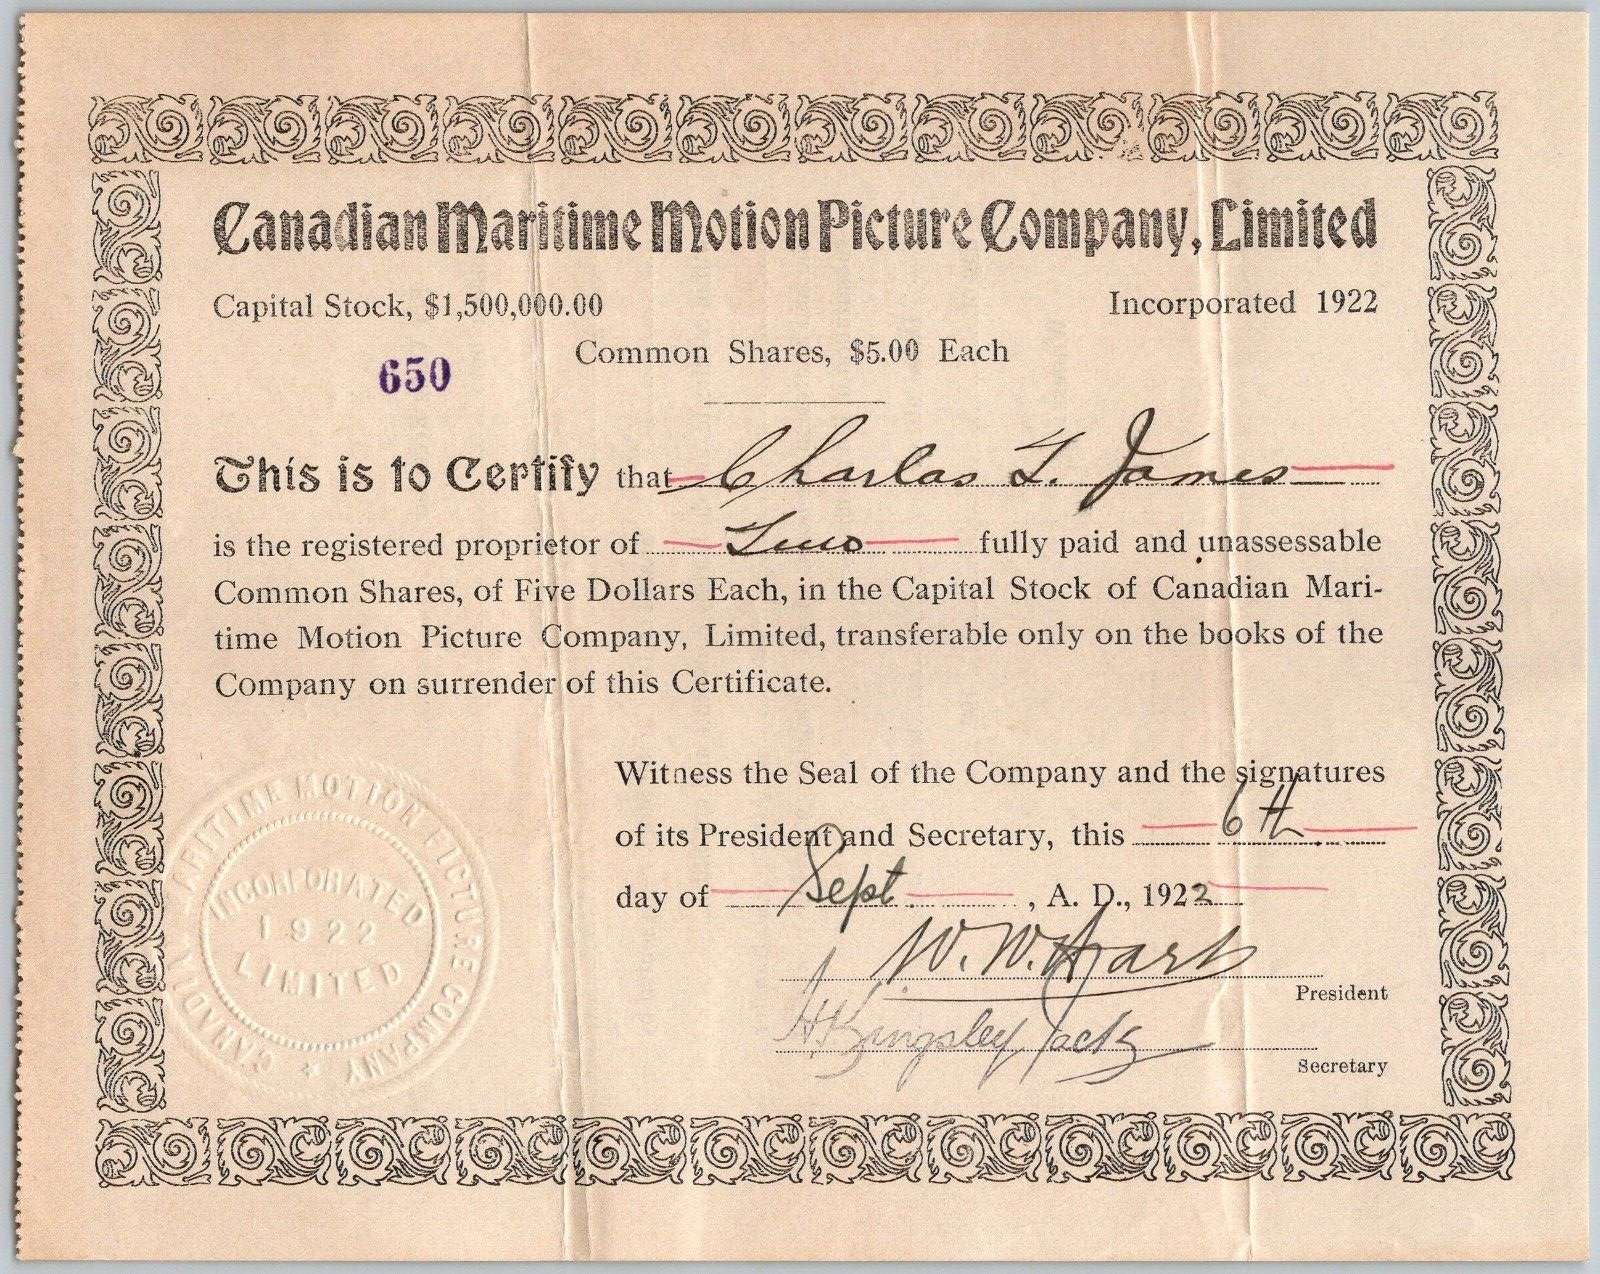 Canadian Maritime Motion Picture Company, Limited
Capital Stock, $1,500,000.00 Incorporated 1922
Common Shares, $5.00 Each
650
This is to Certify that Charles T. James
is the registered proprietor of Two fully paid and unassessable
Common Shares, of Five Dollars Each, in the Capital Stock of Canadian Mari-
time Motion Picture Company, Limited, transferable only on the books of the
Company on surrender of this Certificate.
Witness the Seal of the Company and the signatures
of its President and Secretary, this 6th
day of Sept. , A. D., 1922
W. W. Hart
President
H. Kingsley Jack
Secretary
CANADIAN MARITIME MOTION PICTURE COMPANY
INCORPORATED
1922
LIMITED